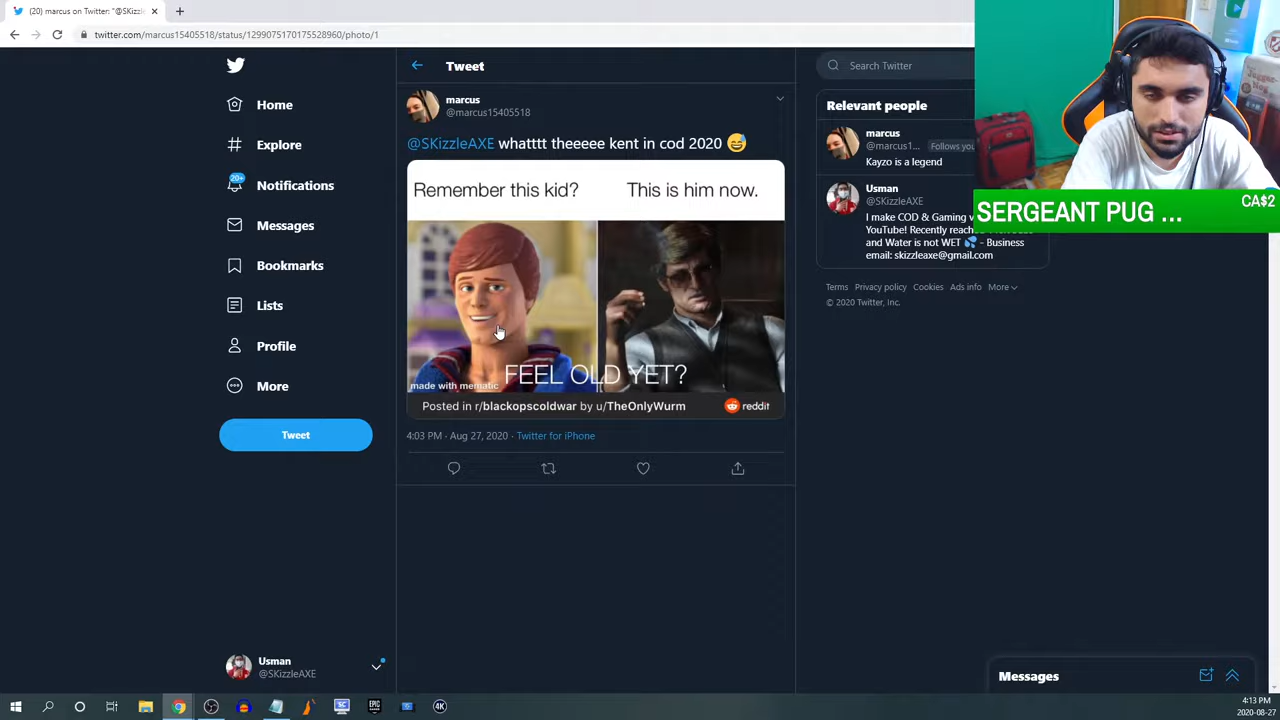 (20) marcus on Twitter: "@SKizzl
twitter.com/marcus15405518/status/1299075170175528960/photo/1
Home
Explore
20+
Notifications
Messages
Bookmarks
Lists
Profile
More
Tweet
Usman
@SKizzleAXE
Tweet
marcus
@marcus15405518
@SKizzleAXE whatttt theeeee kent in cod 2020 😅
Remember this kid? This is him now.
FEEL OLD YET?
made with mematic
Posted in r/blackopscoldwar by u/TheOnlyWurm
reddit
4:03 PM · Aug 27, 2020 · Twitter for iPhone
Search Twitter
Relevant people
marcus
@marcus1... Follows you
Kayzo is a legend
Usman
@SKizzleAXE
I make COD & Gaming
YouTube! Recently
and Water is not WET 💦 - Business
email: skizzleaxe@gmail.com
Terms Privacy policy Cookies Ads info More
© 2020 Twitter, Inc.
SERGEANT PUG ...
CA$2
Messages
SC
EPIC
4K
4:13 PM
2020-08-27